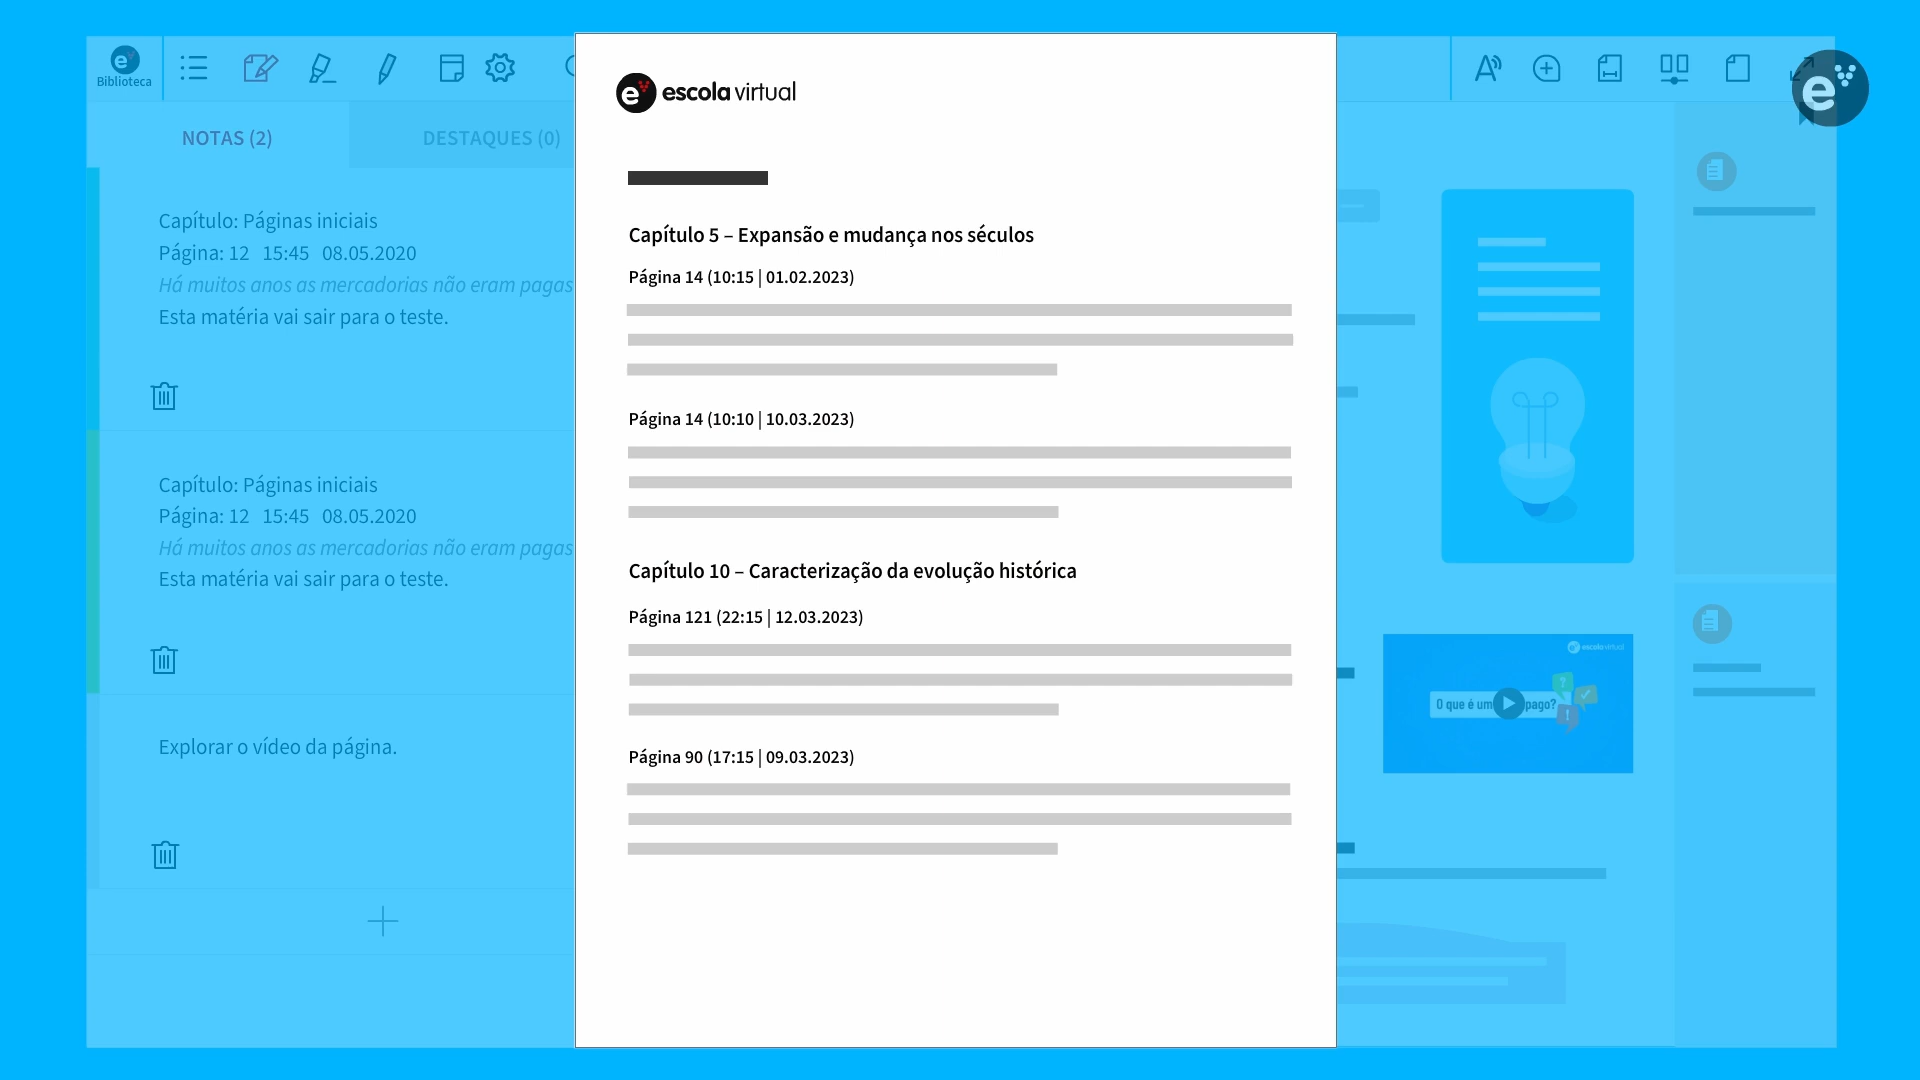 Biblioteca
NOTAS (2)
DESTAQUES (0)
Capítulo: Páginas iniciais
Página: 12 15:45 08.05.2020
Há muitos anos as mercadorias não eram pagas
Esta matéria vai sair para o teste.
Capítulo: Páginas iniciais
Página: 12 15:45 08.05.2020
Há muitos anos as mercadorias não eram pagas
Esta matéria vai sair para o teste.
Explorar o vídeo da página.
escola virtual
Capítulo 5 – Expansão e mudança nos séculos
Página 14 (10:15 | 01.02.2023)
Página 14 (10:10 | 10.03.2023)
Capítulo 10 – Caracterização da evolução histórica
Página 121 (22:15 | 12.03.2023)
Página 90 (17:15 | 09.03.2023)
escola virtual
O que é um pago?